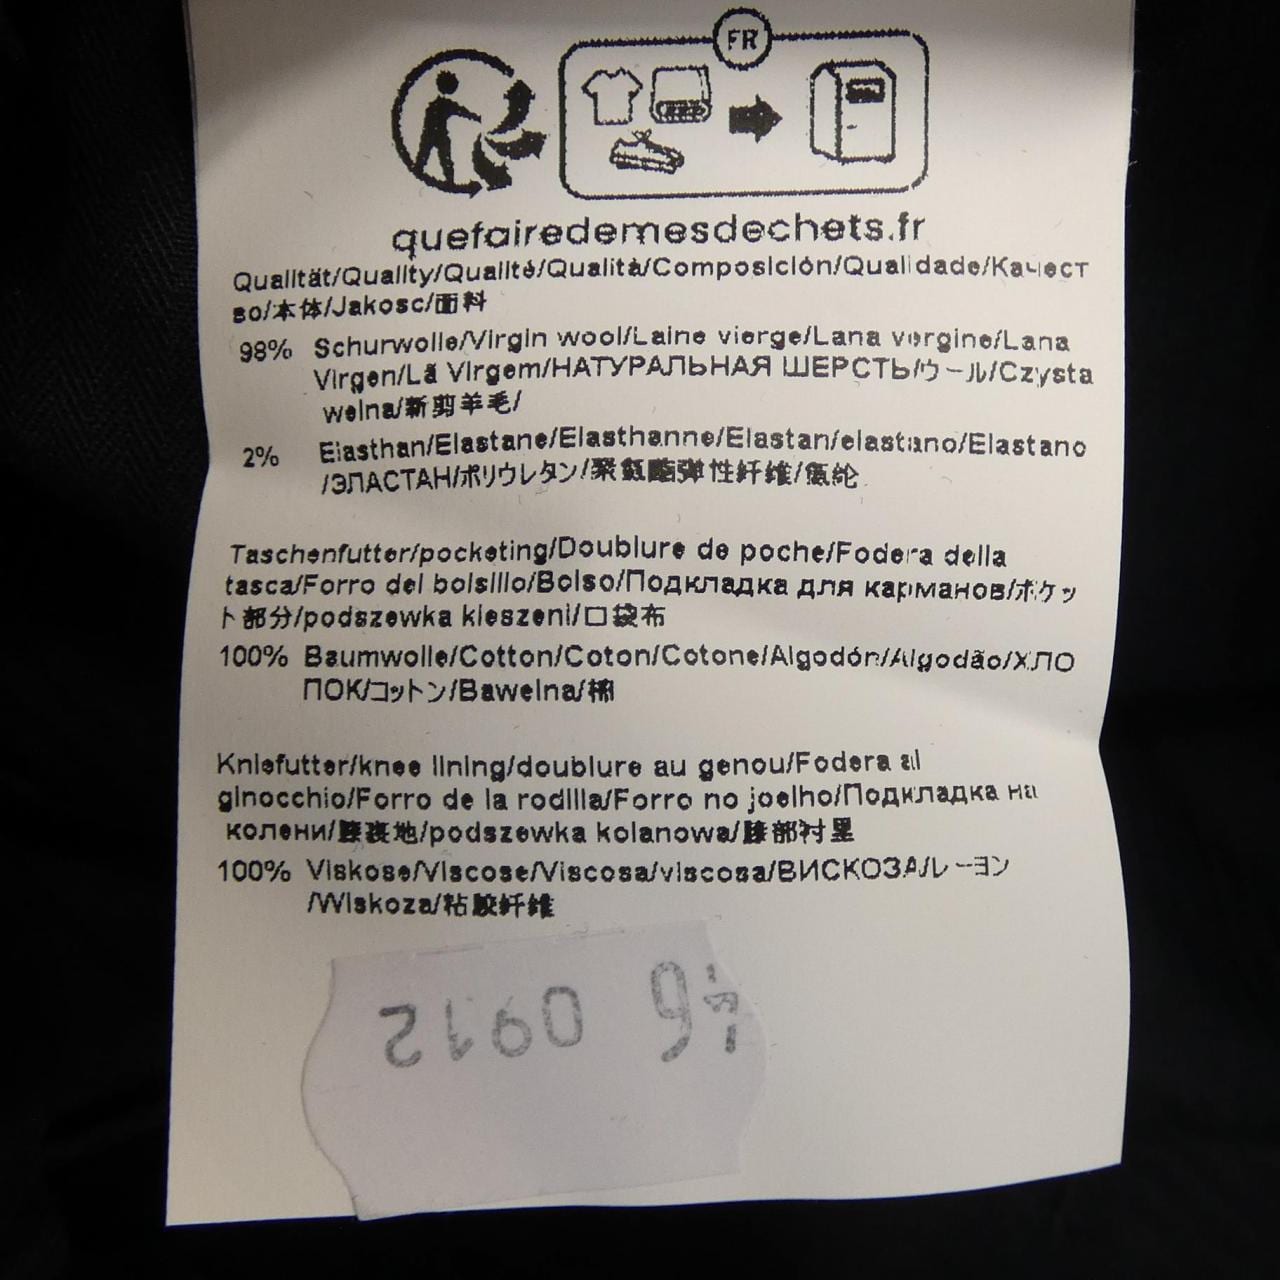 FR
quefairedemesdechets.fr
Qualität/Quality/Qualité/Qualità/Composición/Qualidade/Качест
во/本体/Jakosc/面料
98% Schurwolle/Virgin wool/Laine vierge/Lana vergine/Lana
Virgen/Lã Virgem/НАТУРАЛЬНАЯ ШЕРСТЬ/ウール/Czysta
welna/新剪羊毛/
2% Elasthan/Elastane/Elasthanne/Elastan/elastano/Elastano
/ЭЛАСТАН/ポリウレタン/聚氨酯弹性纤维/氨纶
Taschenfutter/pocketing/Doublure de poche/Fodera della
tasca/Forro del bolsillo/Bolso/Подкладка для карманов/ポケッ
ト部分/podszewka kieszeni/口袋布
100% Baumwolle/Cotton/Coton/Cotone/Algodón/Algodão/ХЛО
ПОК/コットン/Bawelna/棉
Kniefutter/knee lining/doublure au genou/Fodera al
ginocchio/Forro de la rodilla/Forro no joelho/Подкладка на
колени/膝裏地/podszewka kolanowa/膝部衬里
100% Viskose/Viscose/Viscosa/viscosa/ВИСКОЗА/レーヨン
/Wiskoza/粘胶纤维